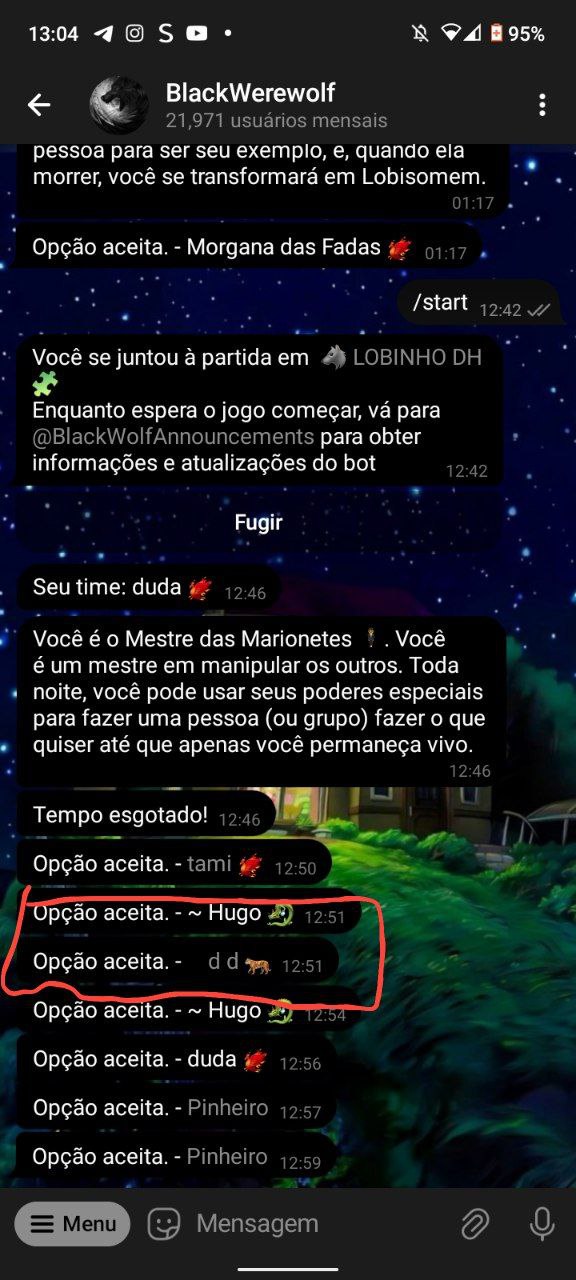 13:04
95%
BlackWerewolf
21,971 usuários mensais
pessoa para ser seu exemplo, e, quando ela
morrer, você se transformará em Lobisomem.
01:17
Opção aceita. - Morgana das Fadas 01:17
/start 12:42
Você se juntou à partida em LOBINHO DH
Enquanto espera o jogo começar, vá para
@BlackWolfAnnouncements para obter
informações e atualizações do bot 12:42
Fugir
Seu time: duda 12:46
Você é o Mestre das Marionetes . Você
é um mestre em manipular os outros. Toda
noite, você pode usar seus poderes especiais
para fazer uma pessoa (ou grupo) fazer o que
quiser até que apenas você permaneça vivo.
12:46
Tempo esgotado! 12:46
Opção aceita. - tami 12:50
Opção aceita. - ~ Hugo 12:51
Opção aceita. - d d 12:51
Opção aceita. - ~ Hugo 12:54
Opção aceita. - duda 12:56
Opção aceita. - Pinheiro 12:57
Opção aceita. - Pinheiro 12:59
Menu
Mensagem